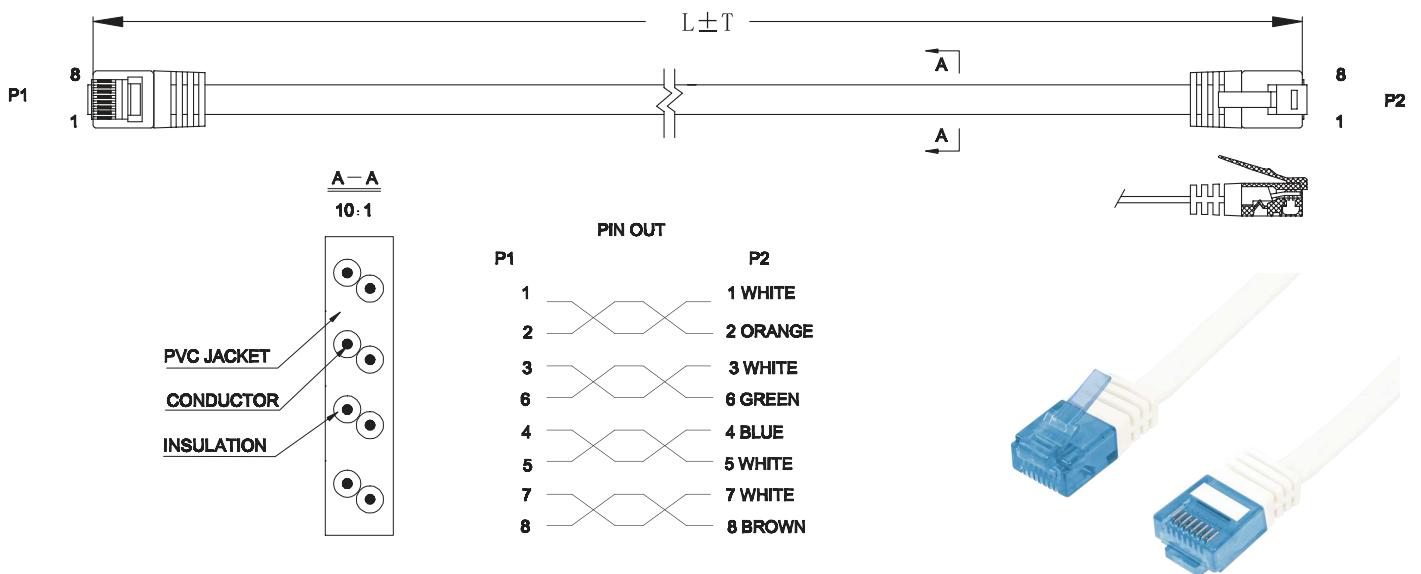 L±T
8
A
8
P1
P2
1
A
1
A—A
10:1
PIN OUT
P1
P2
1
1 WHITE
2
2 ORANGE
PVC JACKET
3
3 WHITE
CONDUCTOR
6
6 GREEN
INSULATION
4
4 BLUE
5
5 WHITE
7
7 WHITE
8
8 BROWN